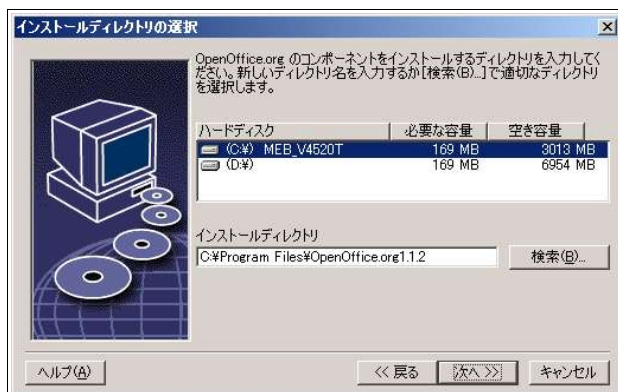 インストールディレクトリの選択
OpenOffice.org のコンポーネントをインストールするディレクトリを入力してく
ださい。新しいディレクトリ名を入力するか[検索(B)...]で適切なディレクトリ
を選択します。
ハードディスク 必要な容量 空き容量
(C:¥) MEB_V4520T 169 MB 3013 MB
(D:¥) 169 MB 6954 MB
インストールディレクトリ
C:¥Program Files¥OpenOffice.org1.1.2 検索(B)...
ヘルプ(A) << 戻る 次へ >> キャンセル